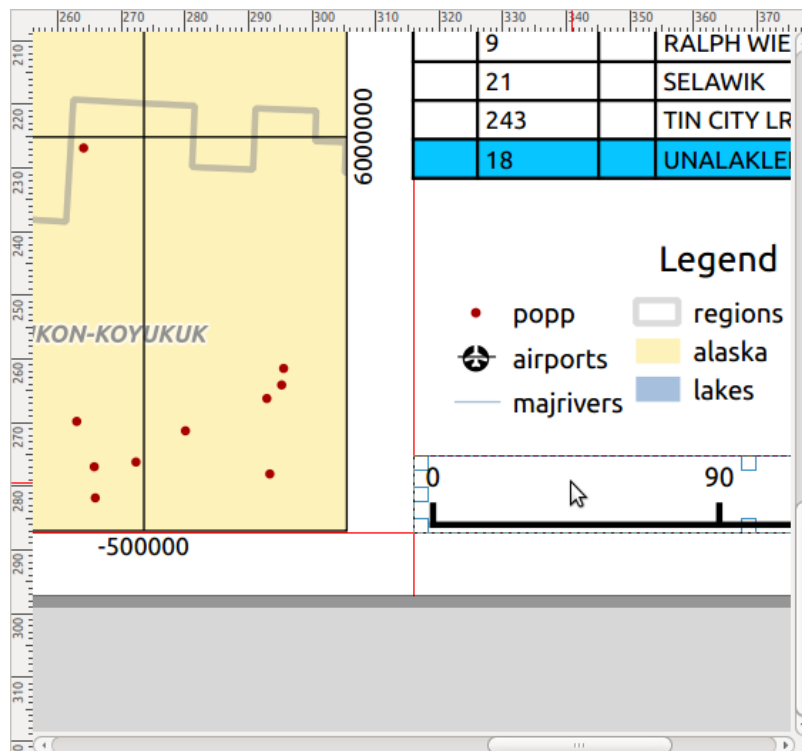 260 270 280 290 300 310 320 330 340 350 360 370
210
220
230
240
250
260
270
280
290
300
310
9 RALPH WIE
21 SELAWIK
243 TIN CITY LR
18 UNALAKLE
6000000
KON-KOYUKUK
-500000
Legend
popp
airports
majrivers
regions
alaska
lakes
0 90